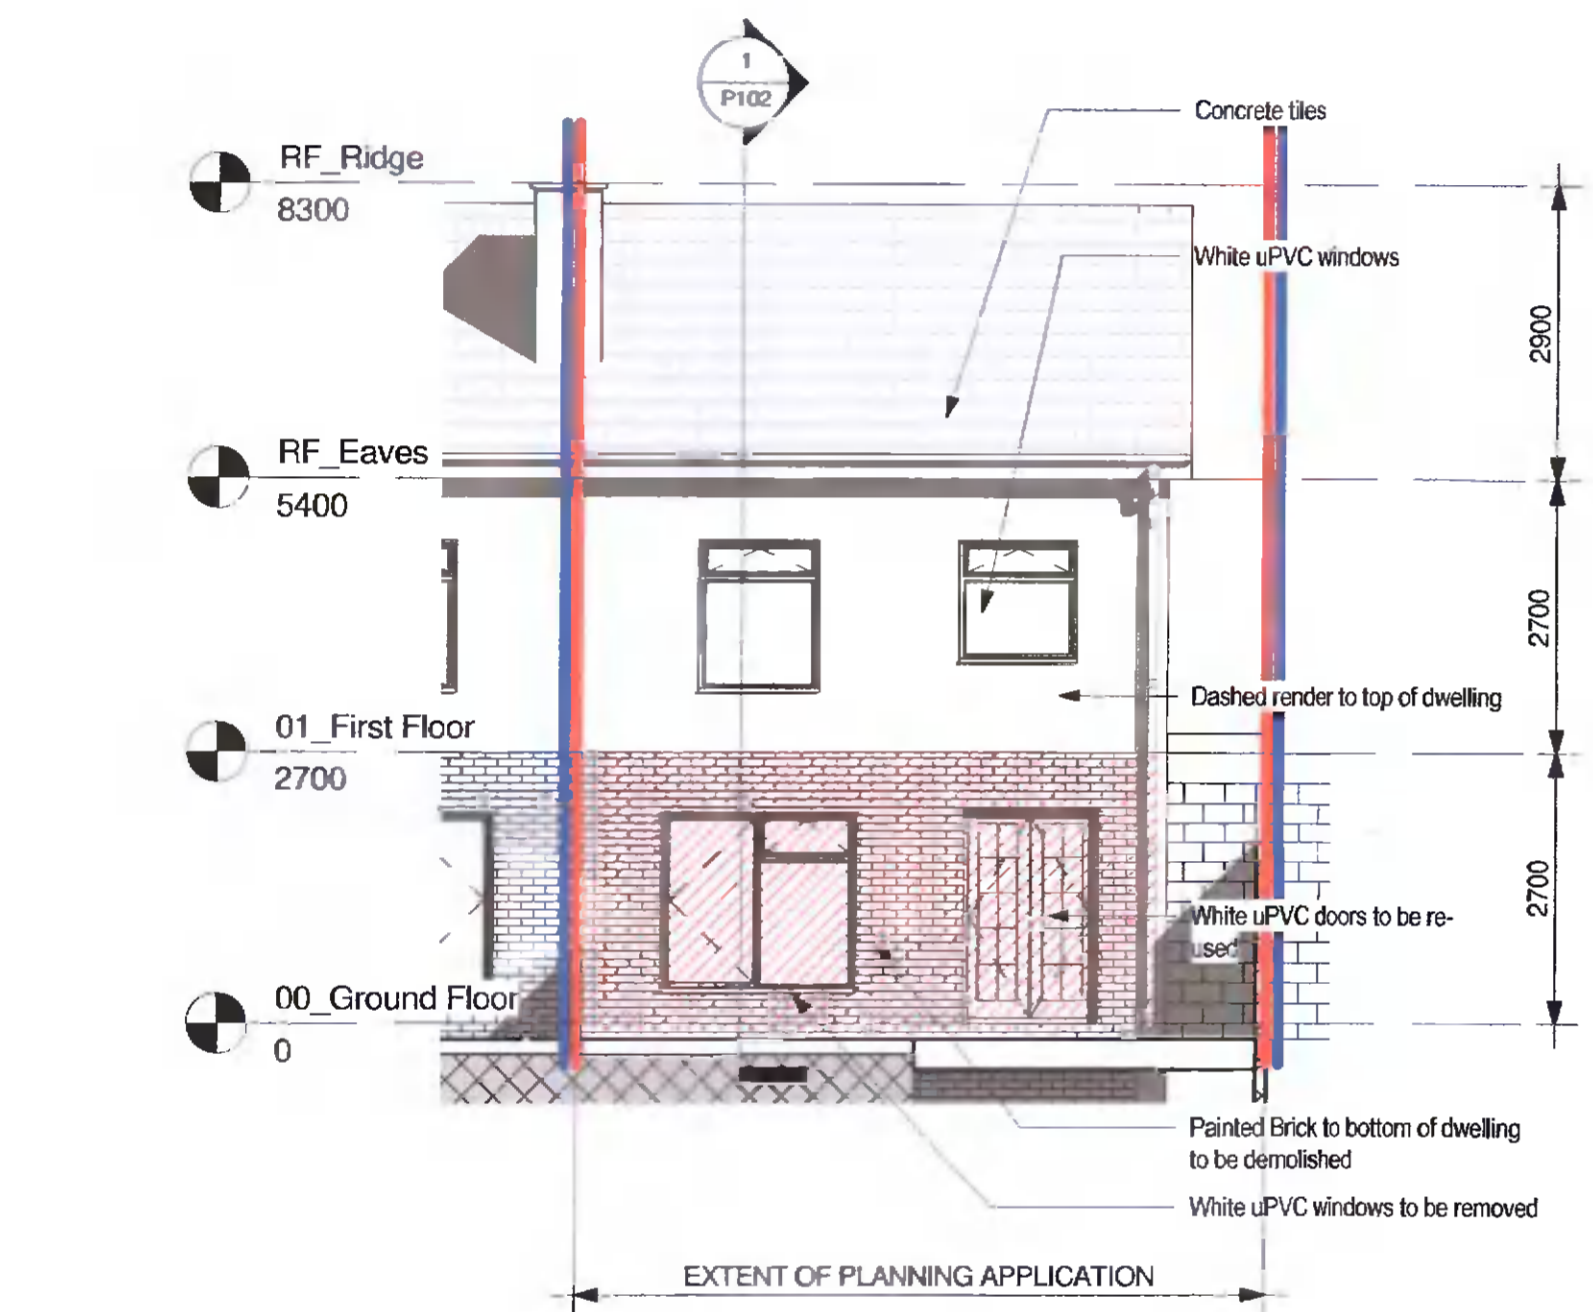 1
P102
Concrete tiles
RF_Ridge
8300
White uPVC windows
2900
RF_Eaves
5400
2700
Dashed render to top of dwelling
01_First Floor
2700
2700
White uPVC doors to be re-
used
00_Ground Floor
0
Painted Brick to bottom of dwelling
to be demolished
White uPVC windows to be removed
EXTENT OF PLANNING APPLICATION